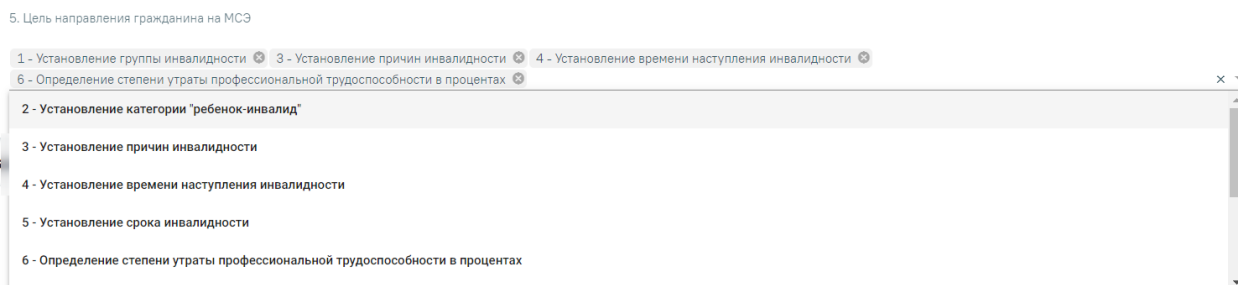 5. Цель направления гражданина на МСЭ
1 - Установление группы инвалидности 3 - Установление причин инвалидности 4 - Установление времени наступления инвалидности
6 - Определение степени утраты профессиональной трудоспособности в процентах
2 - Установление категории "ребенок-инвалид"
3 - Установление причин инвалидности
4 - Установление времени наступления инвалидности
5 - Установление срока инвалидности
6 - Определение степени утраты профессиональной трудоспособности в процентах